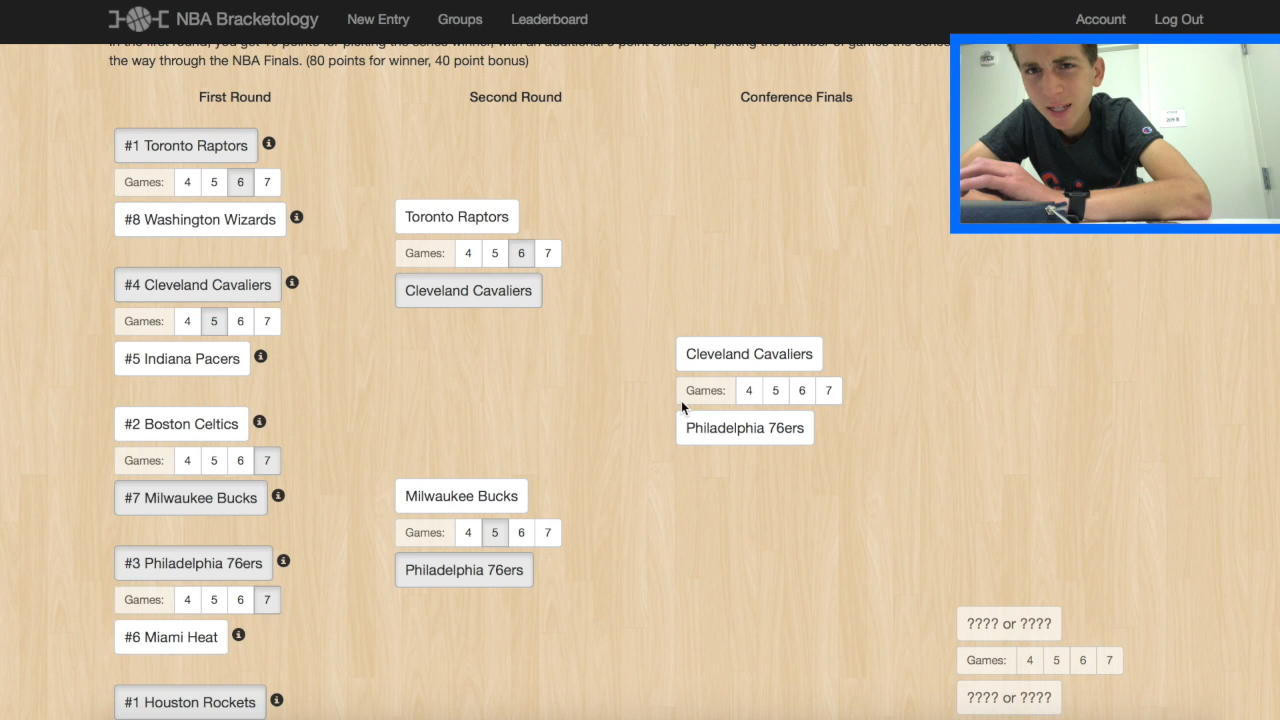 NBA Bracketology New Entry Groups Leaderboard Account Log Out
the way through the NBA Finals. (80 points for winner, 40 point bonus)
First Round Second Round Conference Finals
#1 Toronto Raptors
Games: 4 5 6 7
#8 Washington Wizards
Toronto Raptors
Games: 4 5 6 7
Cleveland Cavaliers
#4 Cleveland Cavaliers
Games: 4 5 6 7
#5 Indiana Pacers
Cleveland Cavaliers
Games: 4 5 6 7
Philadelphia 76ers
#2 Boston Celtics
Games: 4 5 6 7
#7 Milwaukee Bucks
Milwaukee Bucks
Games: 4 5 6 7
Philadelphia 76ers
#3 Philadelphia 76ers
Games: 4 5 6 7
#6 Miami Heat
???? or ????
Games: 4 5 6 7
???? or ????
#1 Houston Rockets